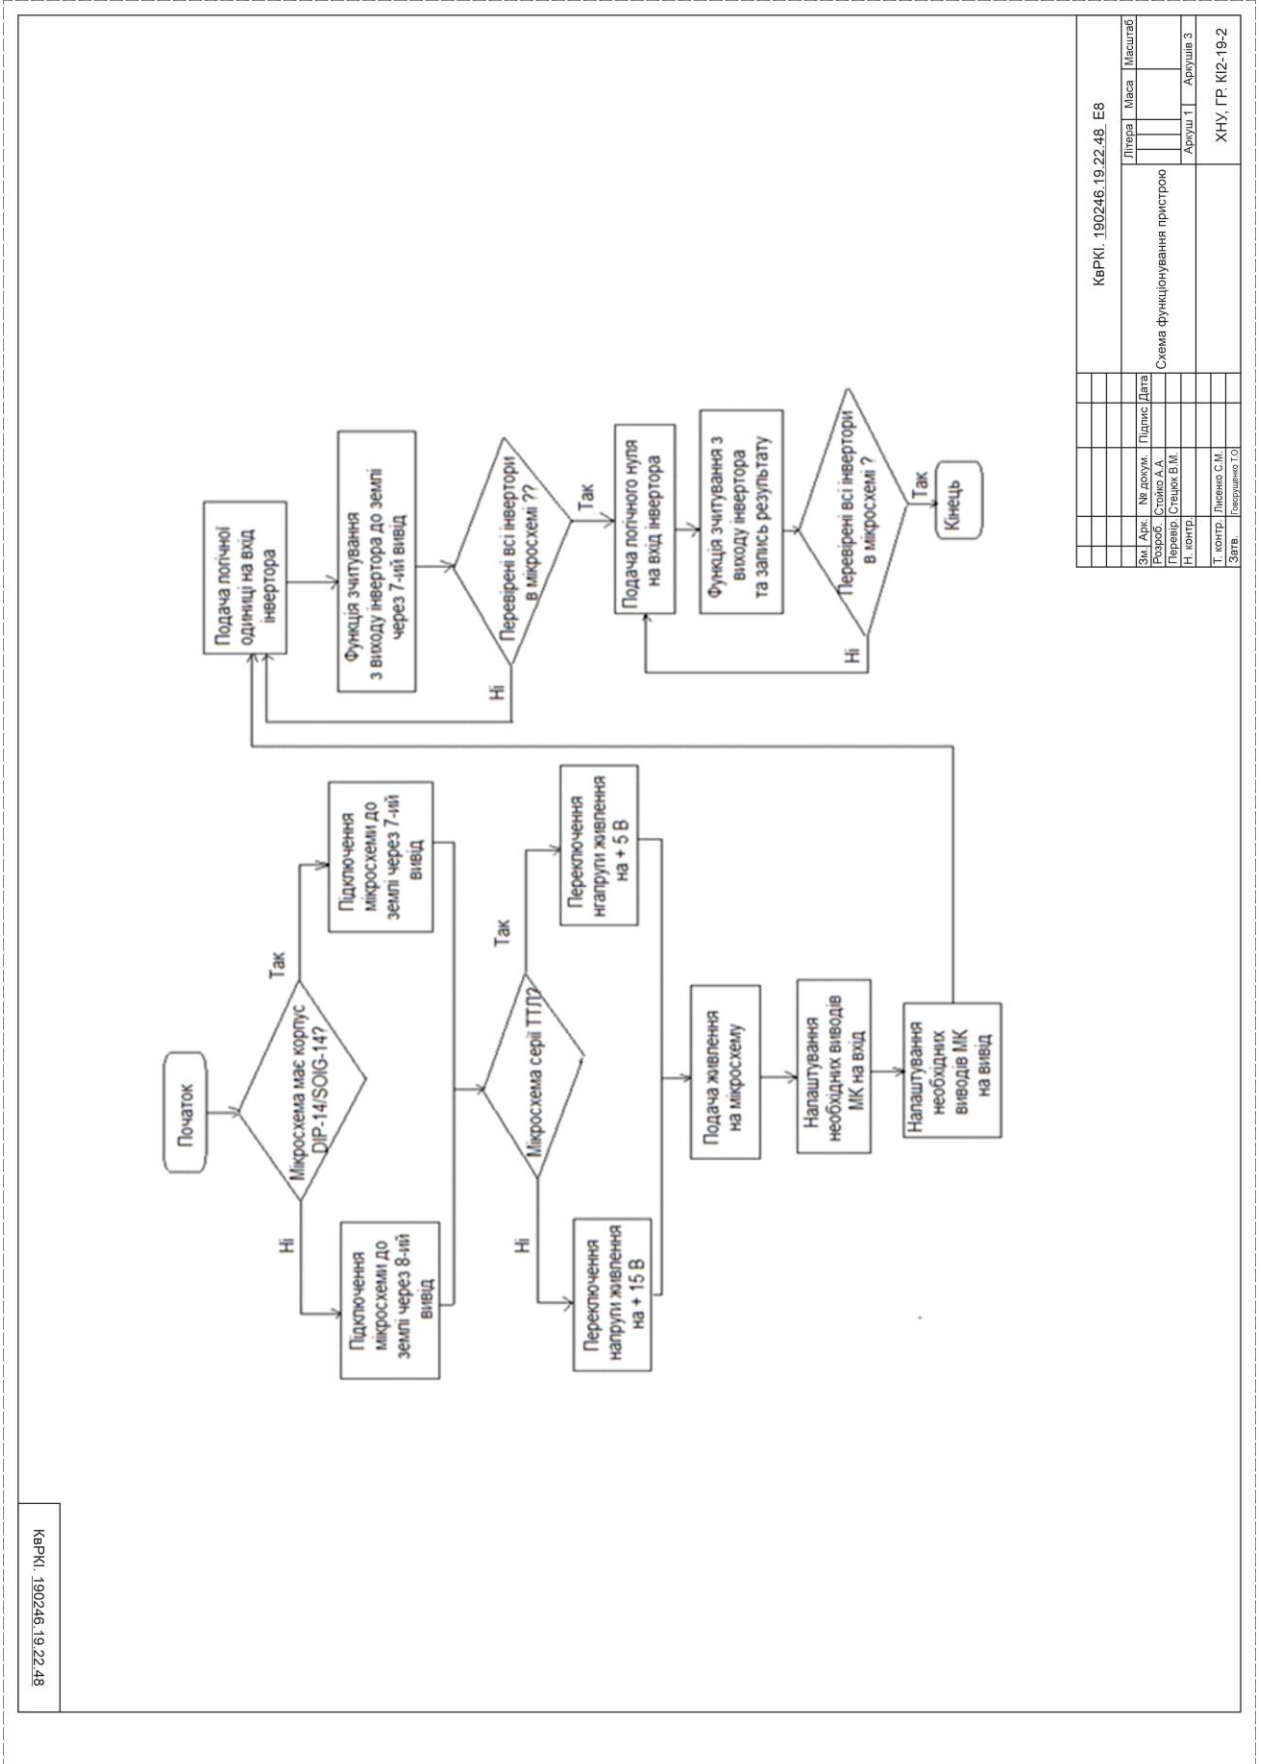 КвРКІ. 190246.19.22.48
Початок
Мікросхема має корпус
DIP-14/SOIG-14?
Ні
Так
Підключення
мікросхеми до
землі через 8-ий
вивід
Підключення
мікросхеми до
землі через 7-ий
вивід
Мікросхема серії ТТЛ?
Ні
Так
Переключення
напруги живлення
на + 15 В
Переключення
нгапруги живлення
на + 5 В
Подача живлення
на мікросхему
Налаштування
необхідних виводів
МК на вхід
Налаштування
необхідних
виводів МК
на вивід
Подача логічної
одиниці на вхід
інвертора
Функція зчитування
з виходу інвертора до землі
через 7-ий вивід
Перевірені всі інвертори
в мікросхемі ??
Ні
Так
Подача логічного нуля
на вхід інвертора
Функція зчитування з
виходу інвертора
та запись результату
Перевірені всі інвертори
в мікросхемі ?
Ні
Так
Кінець
КвРКІ. 190246.19.22.48 Е8
Зм. Арк. № докум. Підпис Дата
Розроб. Стойко А.А
Перевір. Стецюк В.М.
Н. контр.
Т. контр. Лисенко С.М.
Затв. Говорущенко Т.О
Схема функціонування пристрою
Літера Маса Масштаб
Аркуш 1 Аркушів 3
ХНУ, ГР. КІ2-19-2